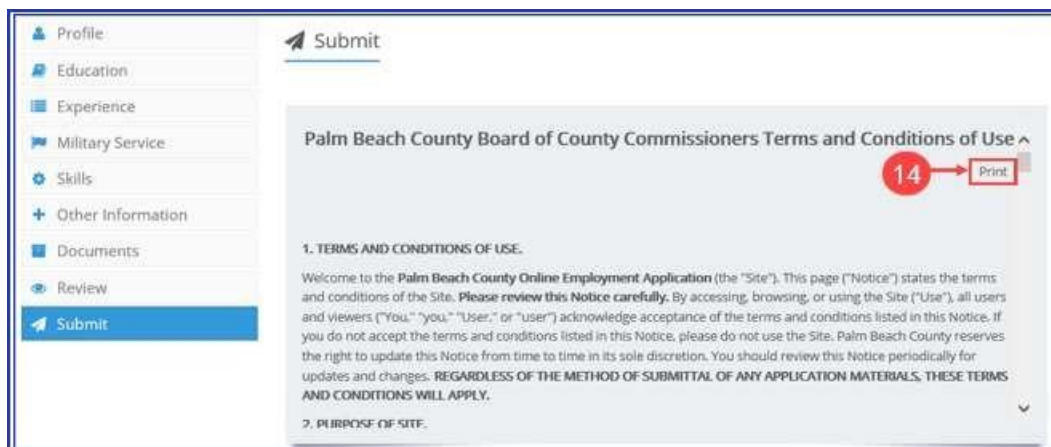 Profile
Education
Experience
Military Service
Skills
Other Information
Documents
Review
Submit
Submit
Palm Beach County Board of County Commissioners Terms and Conditions of Use
14
Print
1. TERMS AND CONDITIONS OF USE.
Welcome to the Palm Beach County Online Employment Application (the "Site"). This page ("Notice") states the terms
and conditions of the Site. Please review this Notice carefully. By accessing, browsing, or using the Site ("Use"), all users
and viewers ("You," "you," "User," or "user") acknowledge acceptance of the terms and conditions listed in this Notice. If
you do not accept the terms and conditions listed in this Notice, please do not use the Site. Palm Beach County reserves
the right to update this Notice from time to time in its sole discretion. You should review this Notice periodically for
updates and changes. REGARDLESS OF THE METHOD OF SUBMITTAL OF ANY APPLICATION MATERIALS, THESE TERMS
AND CONDITIONS WILL APPLY.
2. PURPOSE OF SITE.